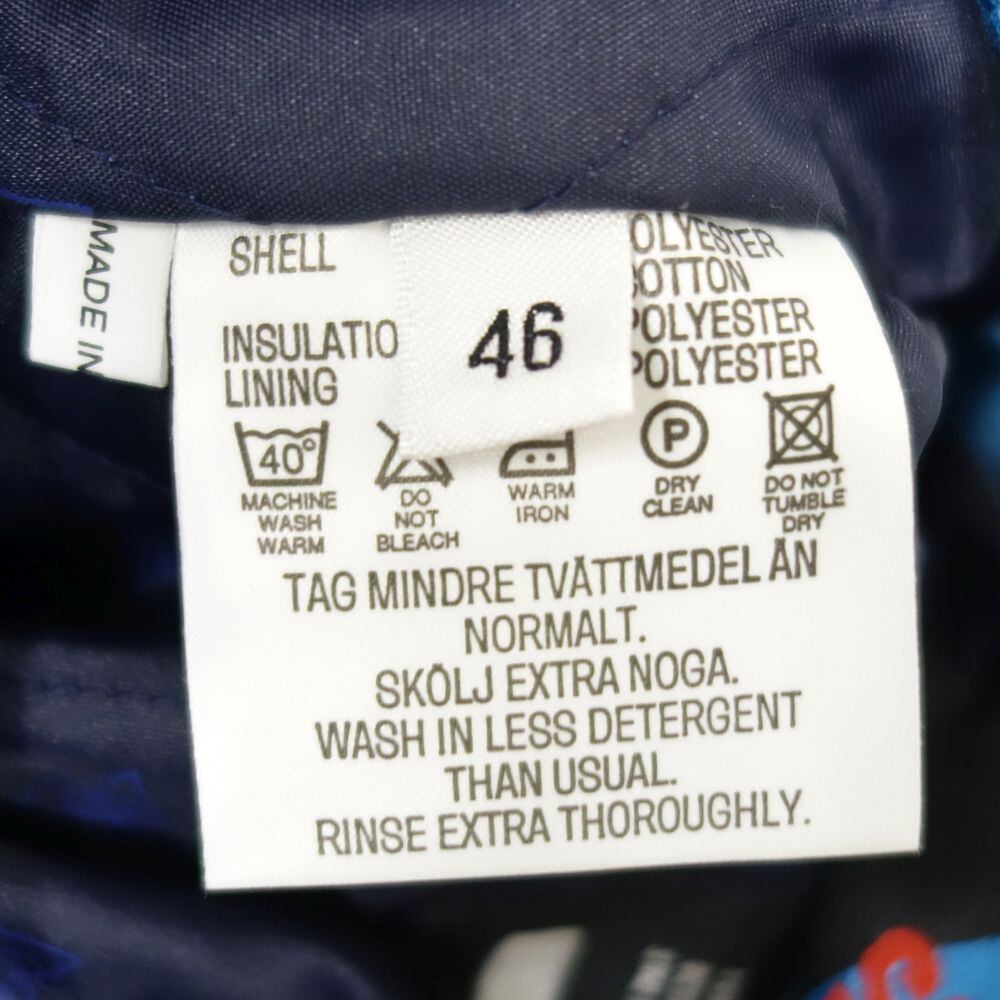 MADE IN
SHELL
OLYESTER
OTTON
46
INSULATIO
POLYESTER
LINING
POLYESTER
40°
P
MACHINE
WASH
WARM
DO
NOT
BLEACH
WARM
IRON
DRY
CLEAN
DO NOT
TUMBLE
DRY
TAG MINDRE TVÄTTMEDEL ÄN
NORMALT.
SKÖLJ EXTRA NOGA.
WASH IN LESS DETERGENT
THAN USUAL.
RINSE EXTRA THOROUGHLY.